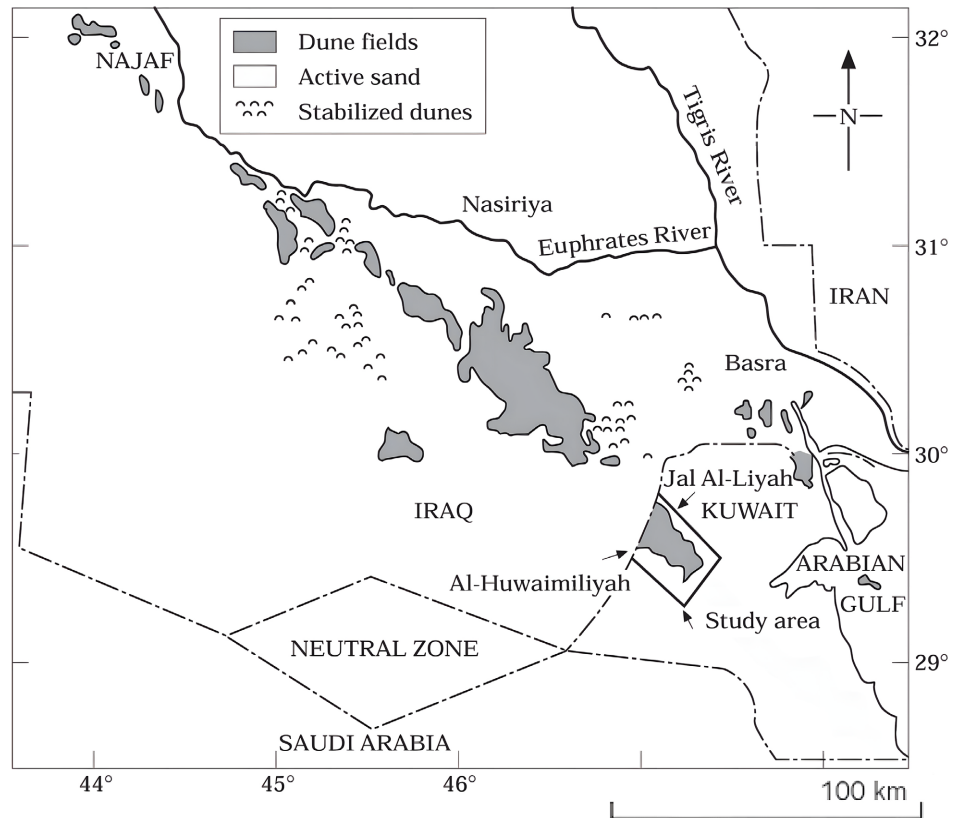 Dune fields
Active sand
Stabilized dunes
NAJAF
32°
N
Tigris River
Nasiriya
Euphrates River
31°
IRAN
Basra
30°
Jal Al-Liyah
KUWAIT
IRAQ
ARABIAN
GULF
Al-Huwaimiliyah
Study area
NEUTRAL ZONE
29°
SAUDI ARABIA
44°
45°
46°
100 km